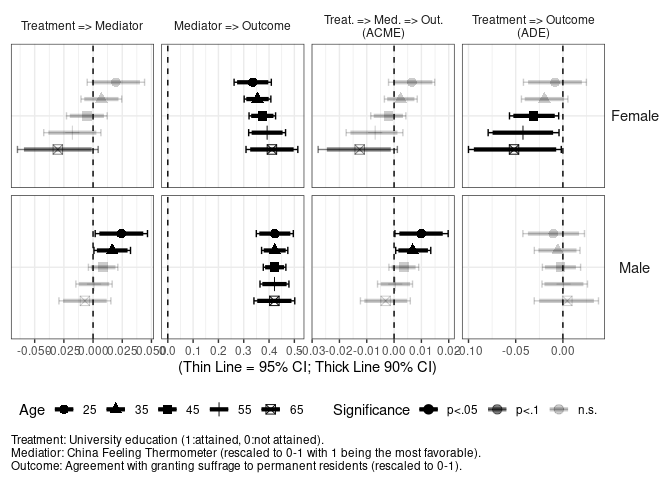 Treatment => Mediator
Mediator => Outcome
Treat. => Med. => Out.
(ACME)
Treatment => Outcome
(ADE)
Female
Male
-0.050 -0.025 0.000 0.025 0.050
0.0 0.1 0.2 0.3 0.4 0.5
-0.03 -0.02 -0.01 0.00 0.01 0.02
-0.10 -0.05 0.00
(Thin Line = 95% CI; Thick Line 90% CI)
Age 25 35 45 55 65 Significance p<.05 p<.1 n.s.
Treatment: University education (1:attained, 0:not attained).
Mediatior: China Feeling Thermometer (rescaled to 0-1 with 1 being the most favorable).
Outcome: Agreement with granting suffrage to permanent residents (rescaled to 0-1).